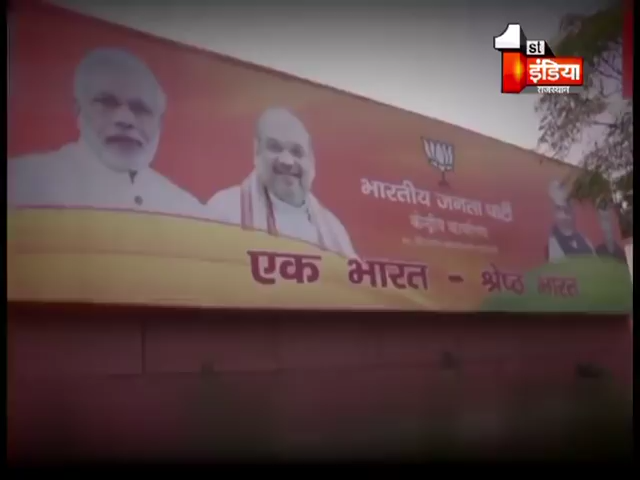 1st
इंडिया
राजस्थान
भारतीय जनता पार्टी
केन्द्रीय कार्यालय
एक भारत - श्रेष्ठ भारत